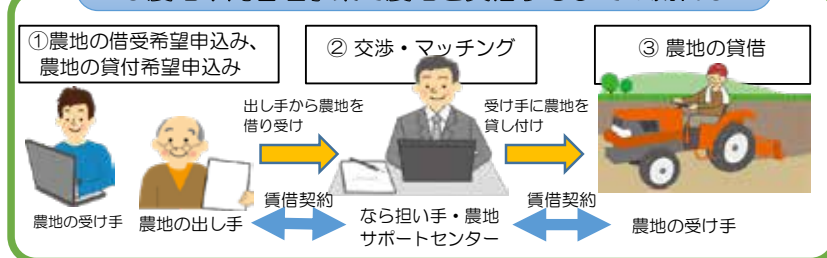 ①農地の借受希望申込み、
農地の貸付希望申込み
② 交渉・マッチング
③ 農地の貸借
出し手から農地を
借り受け
受け手に農地を
貸し付け
農地の受け手
農地の出し手
賃借契約
なら担い手・農地
サポートセンター
賃借契約
農地の受け手